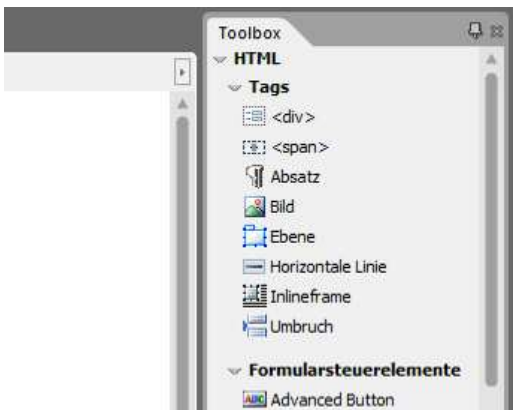 Toolbox
HTML
Tags
<div>
<span>
Absatz
Bild
Ebene
Horizontale Linie
Inlineframe
Umbruch
Formularsteuerelemente
Advanced Button